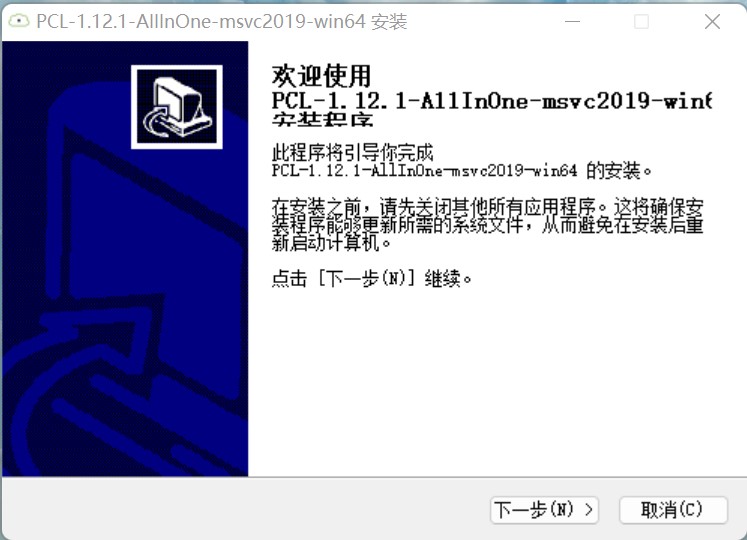 PCL-1.12.1-AllInOne-msvc2019-win64 安装
欢迎使用
PCL-1.12.1-AllInOne-msvc2019-win6
安装程序
此程序将引导你完成
PCL-1.12.1-AllInOne-msvc2019-win64 的安装。
在安装之前，请先关闭其他所有应用程序。这将确保安
装程序能够更新所需的系统文件，从而避免在安装后重
新启动计算机。
点击 [下一步(N)] 继续。
下一步(N) >
取消(C)